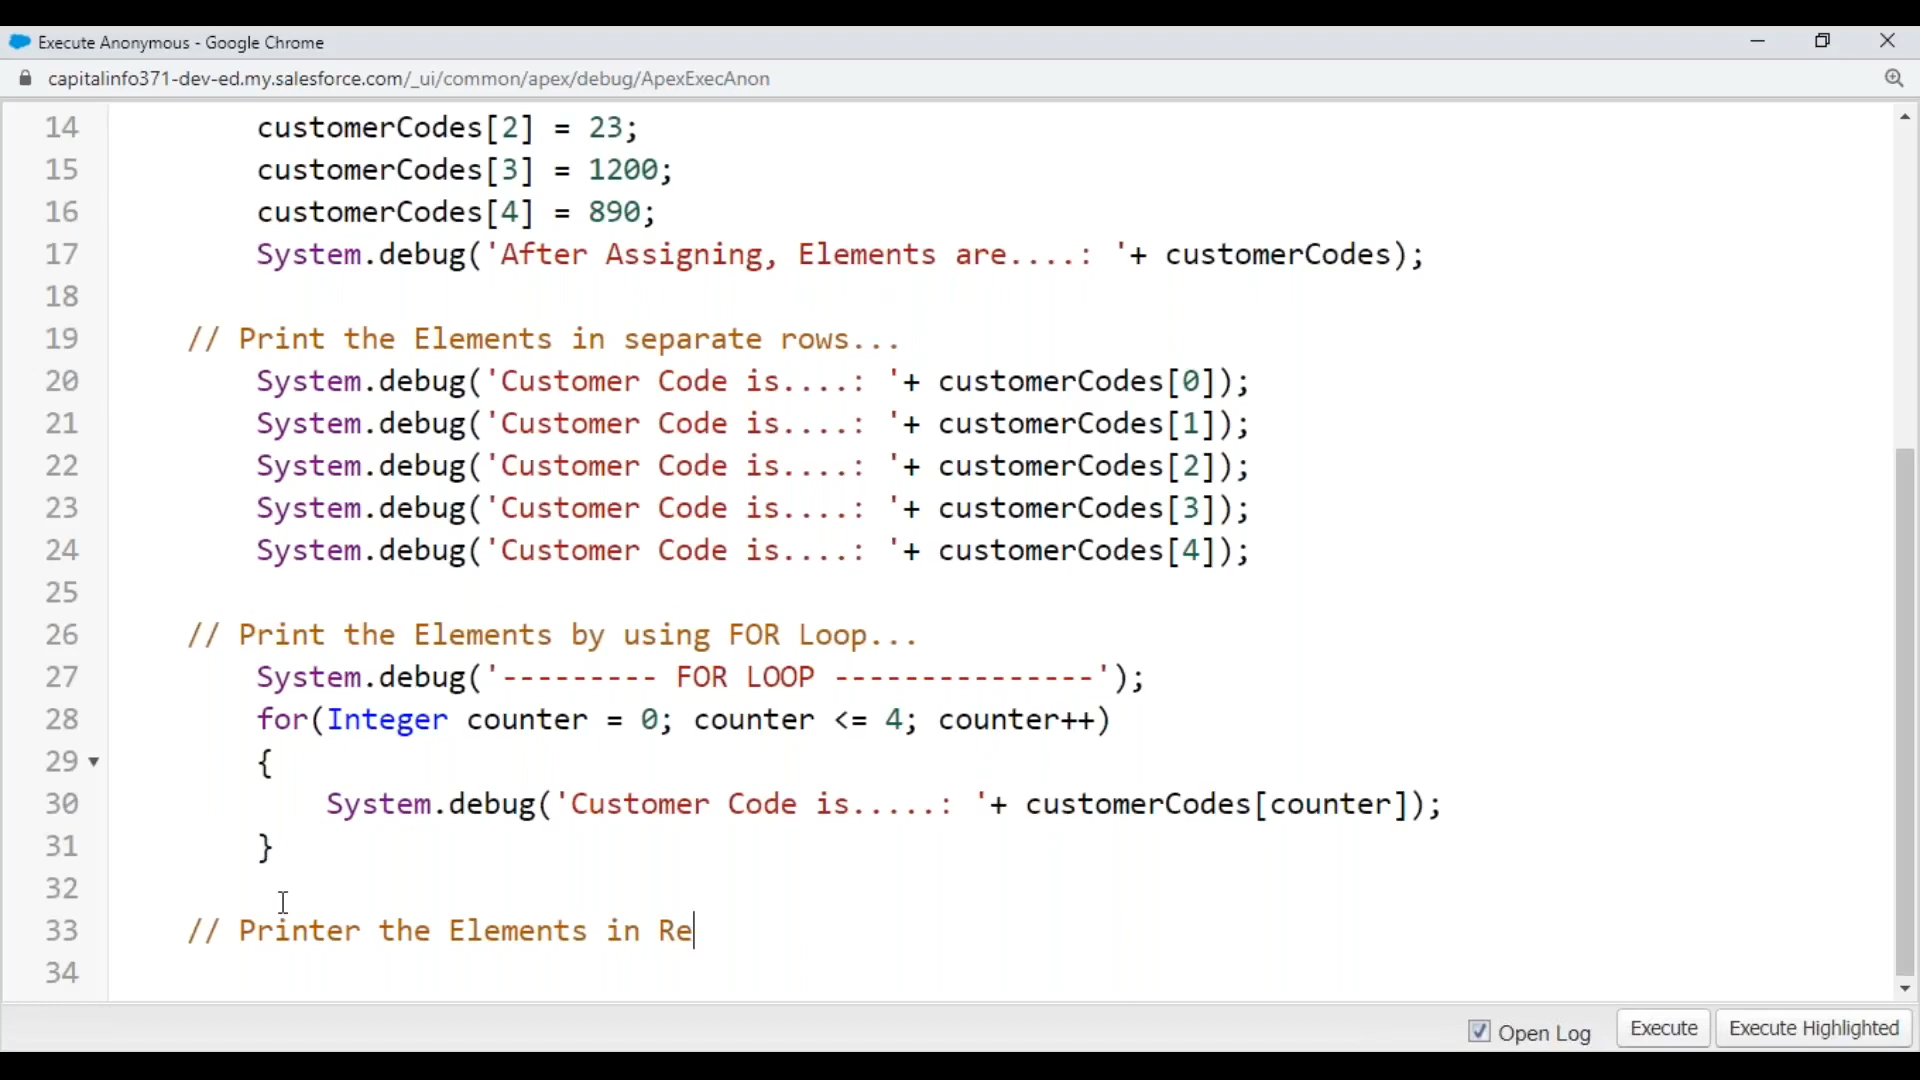 Execute Anonymous - Google Chrome
capitalinfo371-dev-ed.my.salesforce.com/_ui/common/apex/debug/ApexExecAnon
14 customerCodes[2] = 23;
15 customerCodes[3] = 1200;
16 customerCodes[4] = 890;
17 System.debug('After Assigning, Elements are....: '+ customerCodes);
18
19 // Print the Elements in separate rows...
20 System.debug('Customer Code is....: '+ customerCodes[0]);
21 System.debug('Customer Code is....: '+ customerCodes[1]);
22 System.debug('Customer Code is....: '+ customerCodes[2]);
23 System.debug('Customer Code is....: '+ customerCodes[3]);
24 System.debug('Customer Code is....: '+ customerCodes[4]);
25
26 // Print the Elements by using FOR Loop...
27 System.debug('--------- FOR LOOP ---------------');
28 for(Integer counter = 0; counter <= 4; counter++)
29 {
30 System.debug('Customer Code is.....: '+ customerCodes[counter]);
31 }
32
33 // Printer the Elements in Re
34
Open Log Execute Execute Highlighted